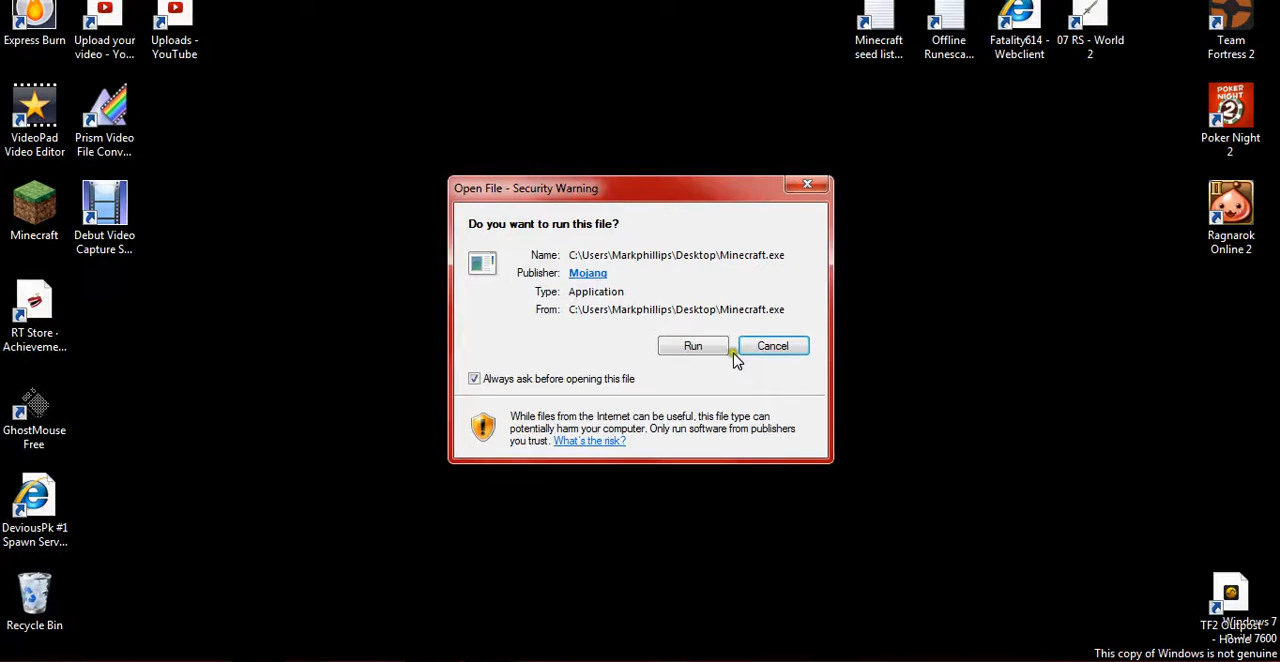 Express Burn
Upload your
video - Yo...
Uploads -
YouTube
Minecraft
seed list...
Offline
Runesca...
Fatality614 -
Webclient
07 RS - World
2
Team
Fortress 2
VideoPad
Video Editor
Prism Video
File Conv...
Poker Night
2
Minecraft
Debut Video
Capture S...
Ragnarok
Online 2
RT Store -
Achieveme...
GhostMouse
Free
DeviousPk #1
Spawn Serv...
Recycle Bin
Open File - Security Warning
Do you want to run this file?
Name: C:\Users\Markphillips\Desktop\Minecraft.exe
Publisher: Mojang
Type: Application
From: C:\Users\Markphillips\Desktop\Minecraft.exe
Run Cancel
Always ask before opening this file
While files from the Internet can be useful, this file type can
potentially harm your computer. Only run software from publishers
you trust. What's the risk?
TF2 Outpost
- Home
Windows 7
7600
This copy of Windows is not genuine